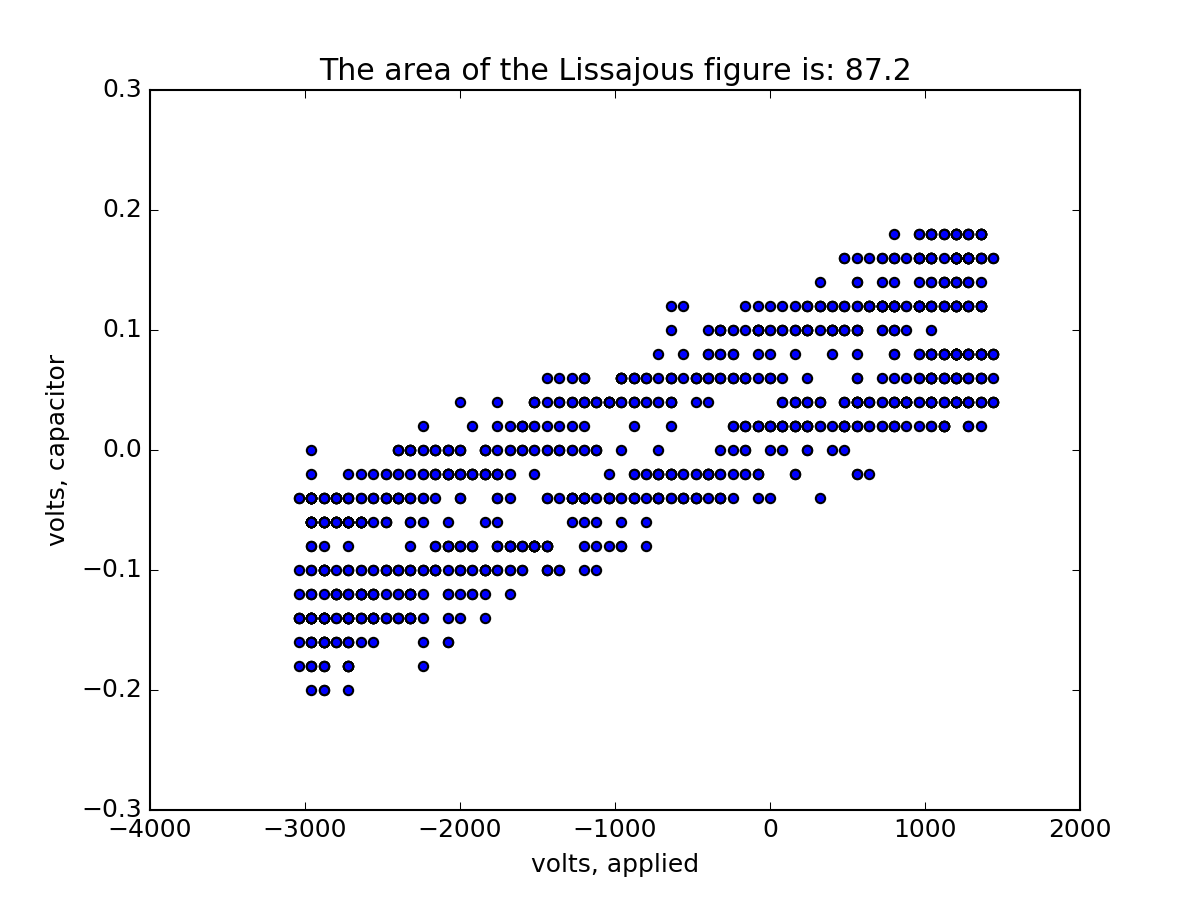 The area of the Lissajous figure is: 87.2
0.3
0.2
0.1
0.0
−0.1
−0.2
−0.3
volts, capacitor
−4000 −3000 −2000 −1000 0 1000 2000
volts, applied